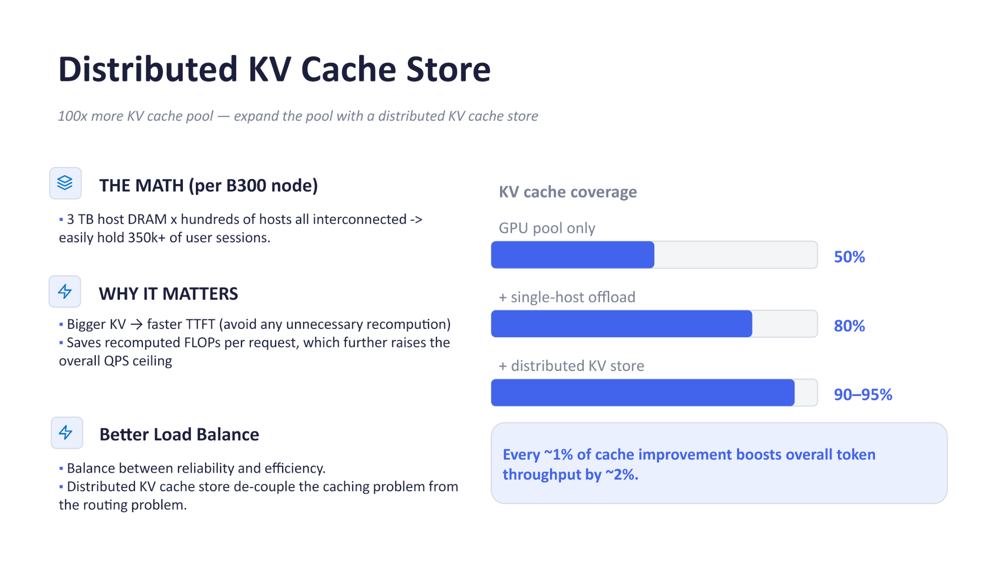 Distributed KV Cache Store
100x more KV cache pool — expand the pool with a distributed KV cache store
THE MATH (per B300 node)
▪ 3 TB host DRAM x hundreds of hosts all interconnected ->
easily hold 350k+ of user sessions.
WHY IT MATTERS
▪ Bigger KV → faster TTFT (avoid any unnecessary recompution)
▪ Saves recomputed FLOPs per request, which further raises the
overall QPS ceiling
Better Load Balance
▪ Balance between reliability and efficiency.
▪ Distributed KV cache store de-couple the caching problem from
the routing problem.
KV cache coverage
GPU pool only
50%
+ single-host offload
80%
+ distributed KV store
90–95%
Every ~1% of cache improvement boosts overall token
throughput by ~2%.